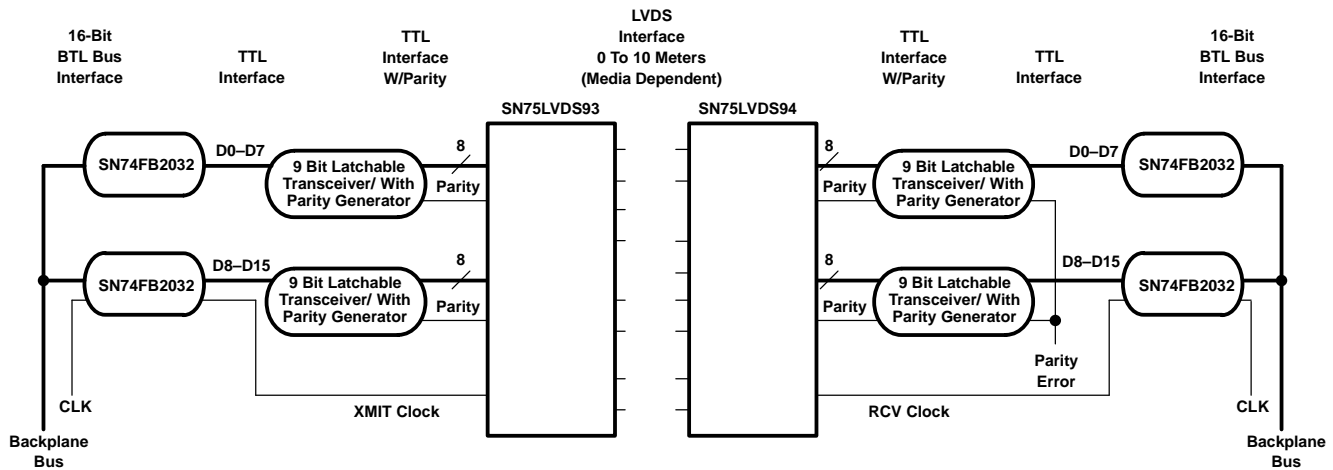 16-Bit
BTL Bus
Interface
TTL
Interface
TTL
Interface
W/Parity
LVDS
Interface
0 To 10 Meters
(Media Dependent)
TTL
Interface
W/Parity
TTL
Interface
16-Bit
BTL Bus
Interface
SN75LVDS93
SN75LVDS94
SN74FB2032
D0–D7
9 Bit Latchable
Transceiver/ With
Parity Generator
8
Parity
8
Parity
9 Bit Latchable
Transceiver/ With
Parity Generator
D0–D7
SN74FB2032
SN74FB2032
D8–D15
9 Bit Latchable
Transceiver/ With
Parity Generator
8
Parity
8
Parity
9 Bit Latchable
Transceiver/ With
Parity Generator
D8–D15
SN74FB2032
Parity
Error
CLK
XMIT Clock
RCV Clock
CLK
Backplane
Bus
Backplane
Bus